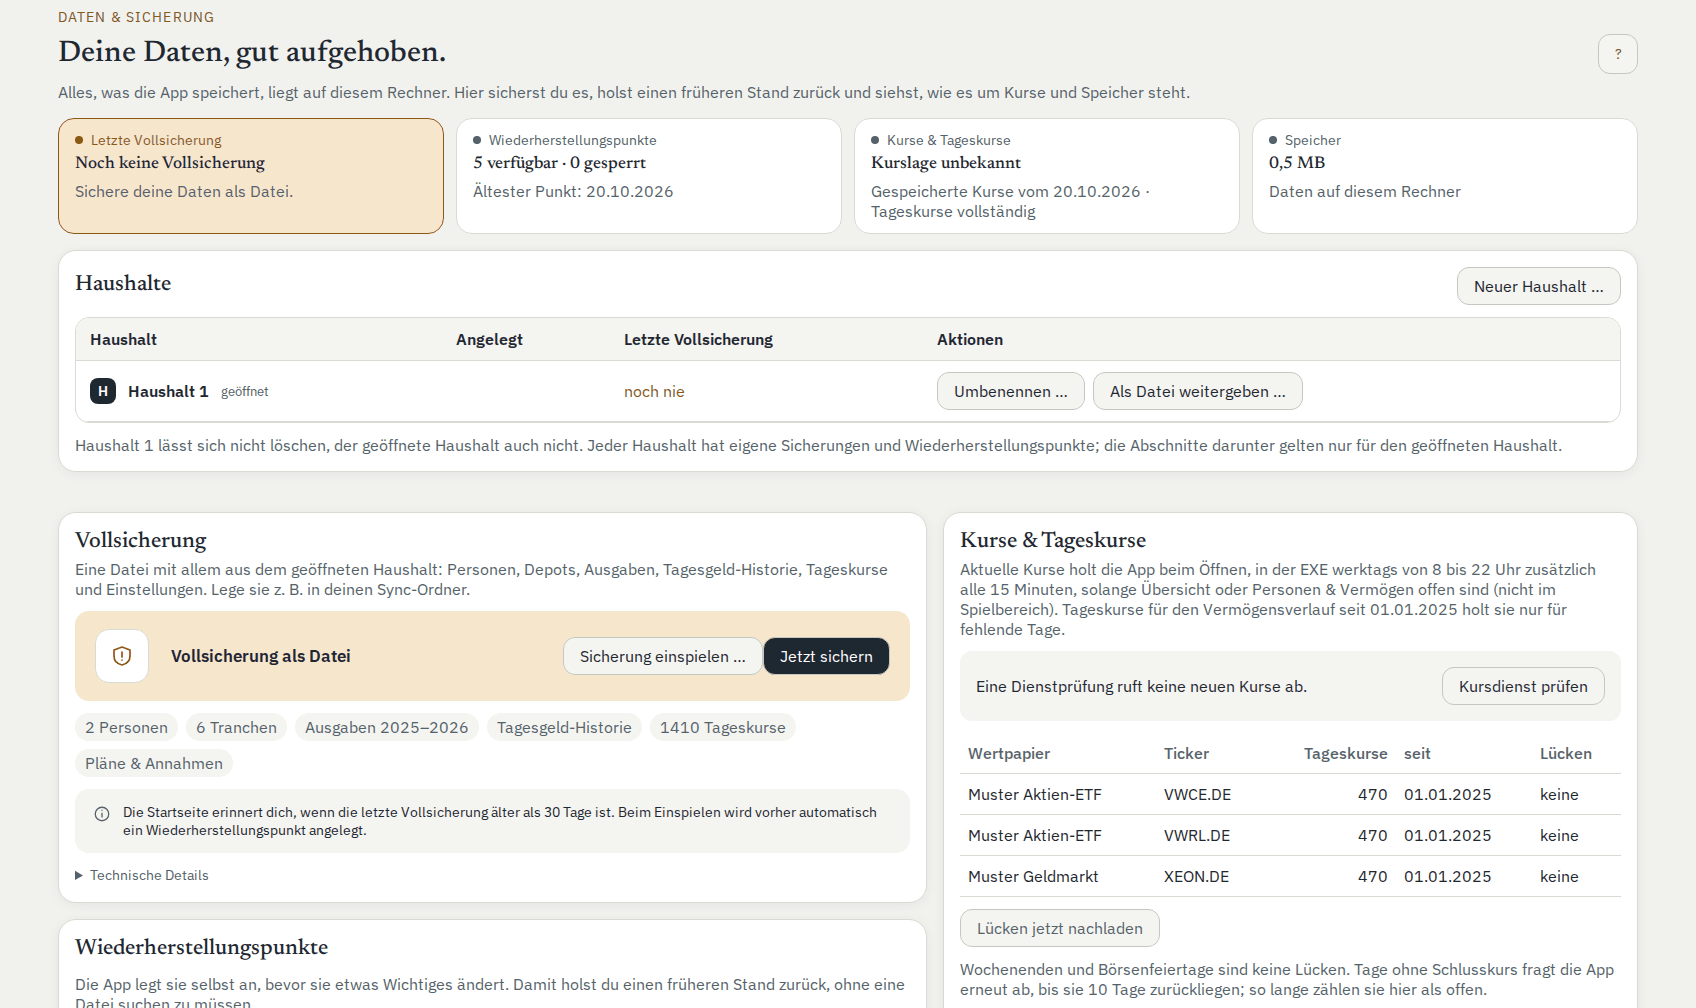 DATEN & SICHERUNG
Deine Daten, gut aufgehoben.
?
Alles, was die App speichert, liegt auf diesem Rechner. Hier sicherst du es, holst einen früheren Stand zurück und siehst, wie es um Kurse und Speicher steht.
Letzte Vollsicherung
Noch keine Vollsicherung
Sichere deine Daten als Datei.
Wiederherstellungspunkte
5 verfügbar · 0 gesperrt
Ältester Punkt: 20.10.2026
Kurse & Tageskurse
Kurslage unbekannt
Gespeicherte Kurse vom 20.10.2026 ·
Tageskurse vollständig
Speicher
0,5 MB
Daten auf diesem Rechner
Haushalte
Neuer Haushalt ...
Haushalt Angelegt Letzte Vollsicherung Aktionen
H Haushalt 1 geöffnet noch nie Umbenennen ... Als Datei weitergeben ...
Haushalt 1 lässt sich nicht löschen, der geöffnete Haushalt auch nicht. Jeder Haushalt hat eigene Sicherungen und Wiederherstellungspunkte; die Abschnitte darunter gelten nur für den geöffneten Haushalt.
Vollsicherung
Eine Datei mit allem aus dem geöffneten Haushalt: Personen, Depots, Ausgaben, Tagesgeld-Historie, Tageskurse
und Einstellungen. Lege sie z. B. in deinen Sync-Ordner.
Vollsicherung als Datei
Sicherung einspielen ... Jetzt sichern
2 Personen 6 Tranchen Ausgaben 2025–2026 Tagesgeld-Historie 1410 Tageskurse
Pläne & Annahmen
Die Startseite erinnert dich, wenn die letzte Vollsicherung älter als 30 Tage ist. Beim Einspielen wird vorher automatisch
ein Wiederherstellungspunkt angelegt.
Technische Details
Wiederherstellungspunkte
Die App legt sie selbst an, bevor sie etwas Wichtiges ändert. Damit holst du einen früheren Stand zurück, ohne eine
Datei suchen zu müssen.
Kurse & Tageskurse
Aktuelle Kurse holt die App beim Öffnen, in der EXE werktags von 8 bis 22 Uhr zusätzlich
alle 15 Minuten, solange Übersicht oder Personen & Vermögen offen sind (nicht im
Spielbereich). Tageskurse für den Vermögensverlauf seit 01.01.2025 holt sie nur für
fehlende Tage.
Eine Dienstprüfung ruft keine neuen Kurse ab.
Kursdienst prüfen
Wertpapier Ticker Tageskurse seit Lücken
Muster Aktien-ETF VWCE.DE 470 01.01.2025 keine
Muster Aktien-ETF VWRL.DE 470 01.01.2025 keine
Muster Geldmarkt XEON.DE 470 01.01.2025 keine
Lücken jetzt nachladen
Wochenenden und Börsenfeiertage sind keine Lücken. Tage ohne Schlusskurs fragt die App
erneut ab, bis sie 10 Tage zurückliegen; so lange zählen sie hier als offen.